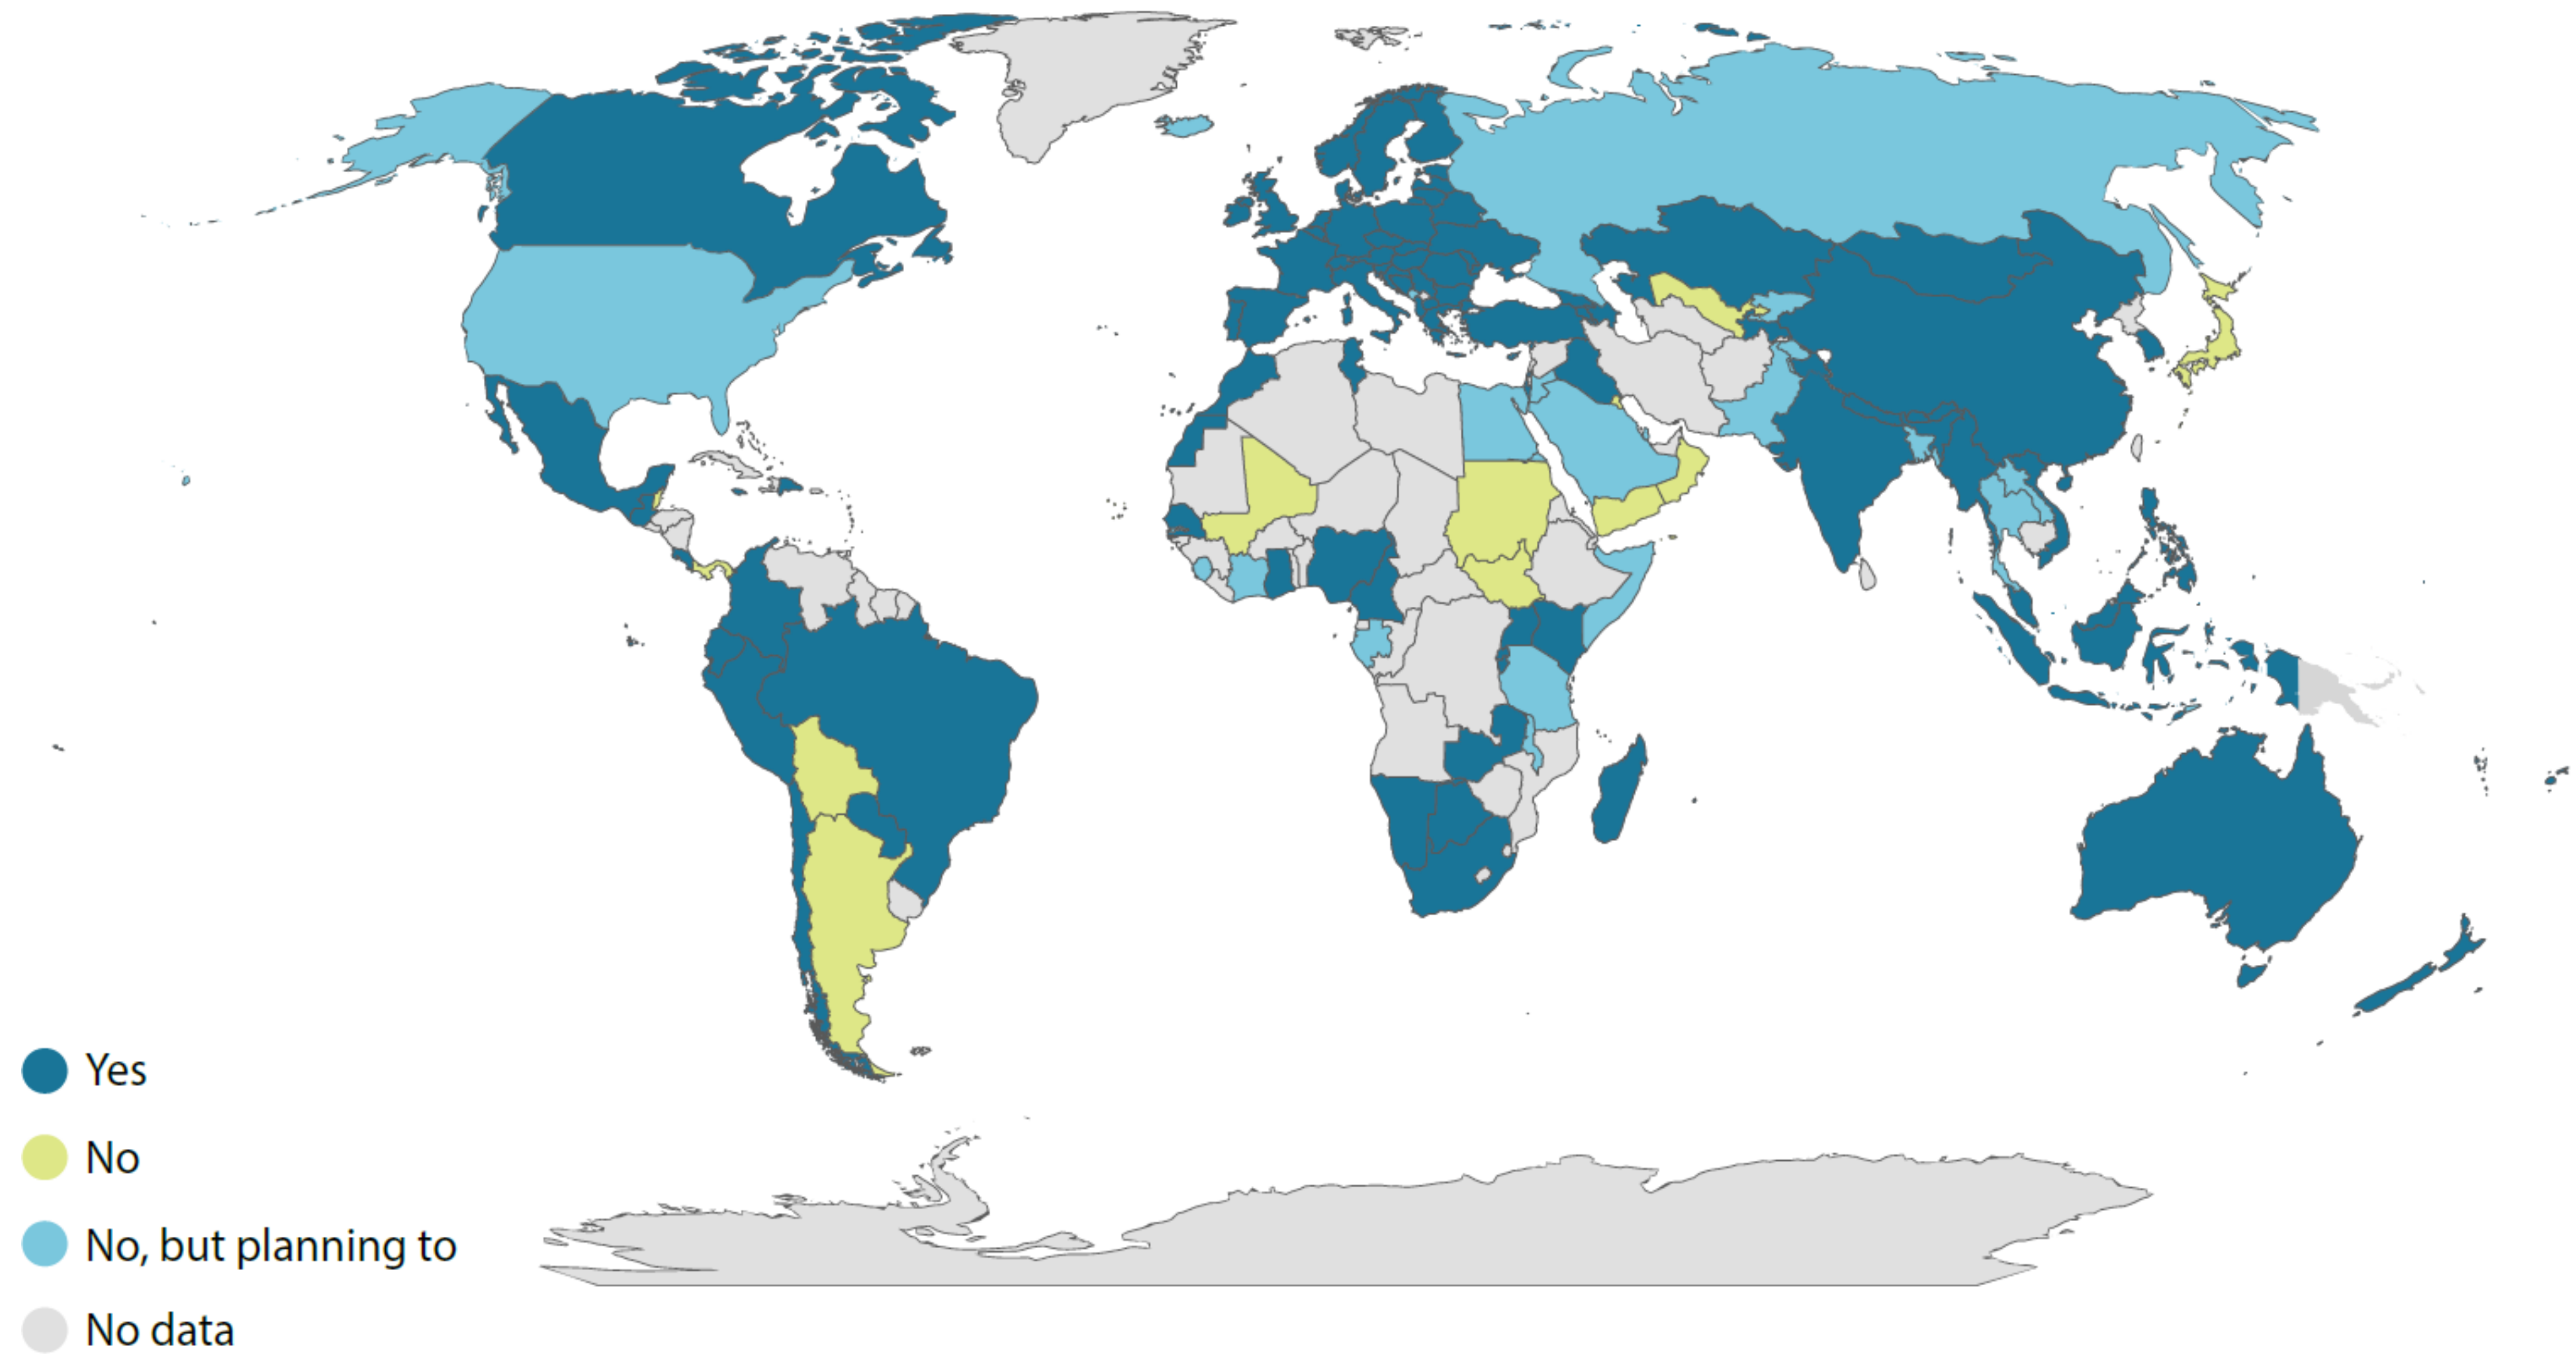 Yes
No
No, but planning to
No data